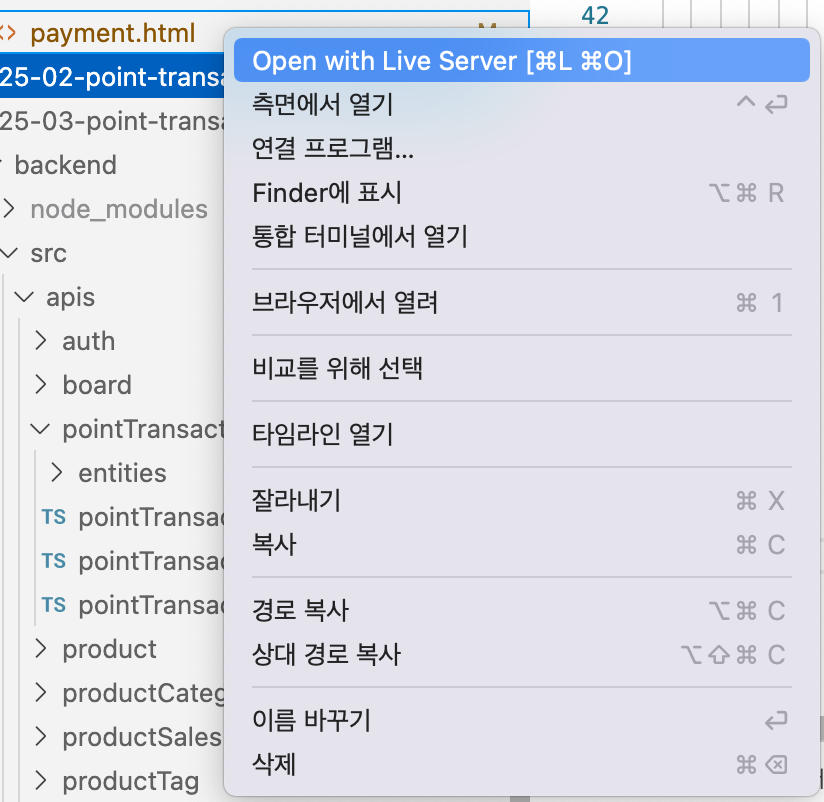 payment.html
M
42
25-02-point-transa
25-03-point-transa
backend
node_modules
src
apis
auth
board
pointTransact
entities
TS pointTransac
TS pointTransac
TS pointTransac
product
productCateg
productSales
productTag
Open with Live Server [⌘L ⌘O]
측면에서 열기 ^ ⏎
연결 프로그램...
Finder에 표시 ⌥⌘ R
통합 터미널에서 열기
브라우저에서 열려 ⌘ 1
비교를 위해 선택
타임라인 열기
잘라내기 ⌘ X
복사 ⌘ C
경로 복사 ⌥⌘ C
상대 경로 복사 ⌥⇧⌘ C
이름 바꾸기 ⏎
삭제 ⌘ ⌫